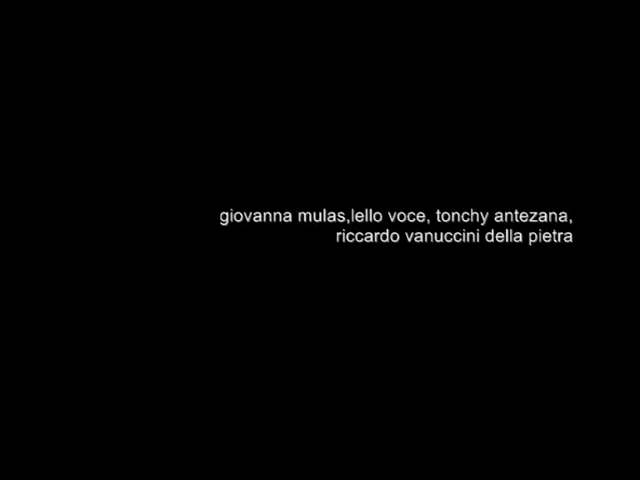 giovanna mulas,lello voce, tonchy antezana,
riccardo vanuccini della pietra